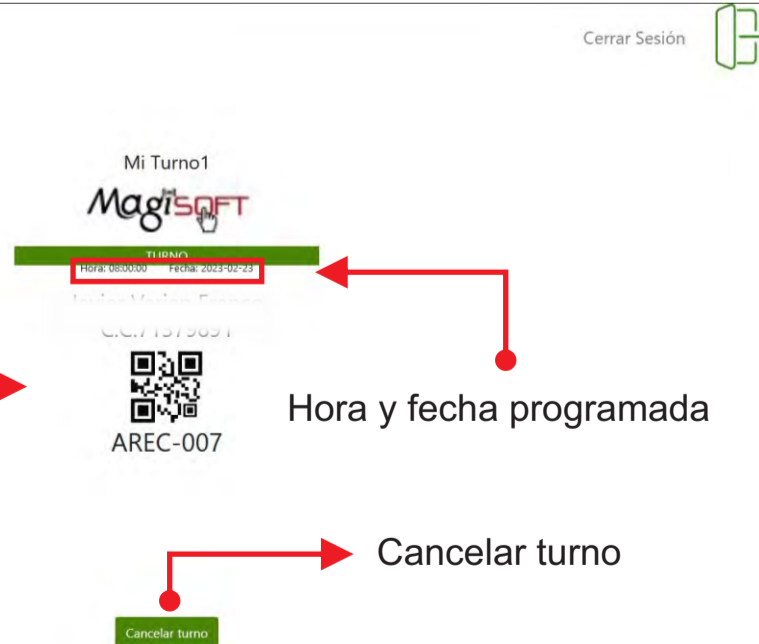 Cerrar Sesión
Mi Turno1
MagiSOFT
TURNO
Hora: 08:00:00 Fecha: 2023-02-23
AREC-007
Hora y fecha programada
Cancelar turno
Cancelar turno